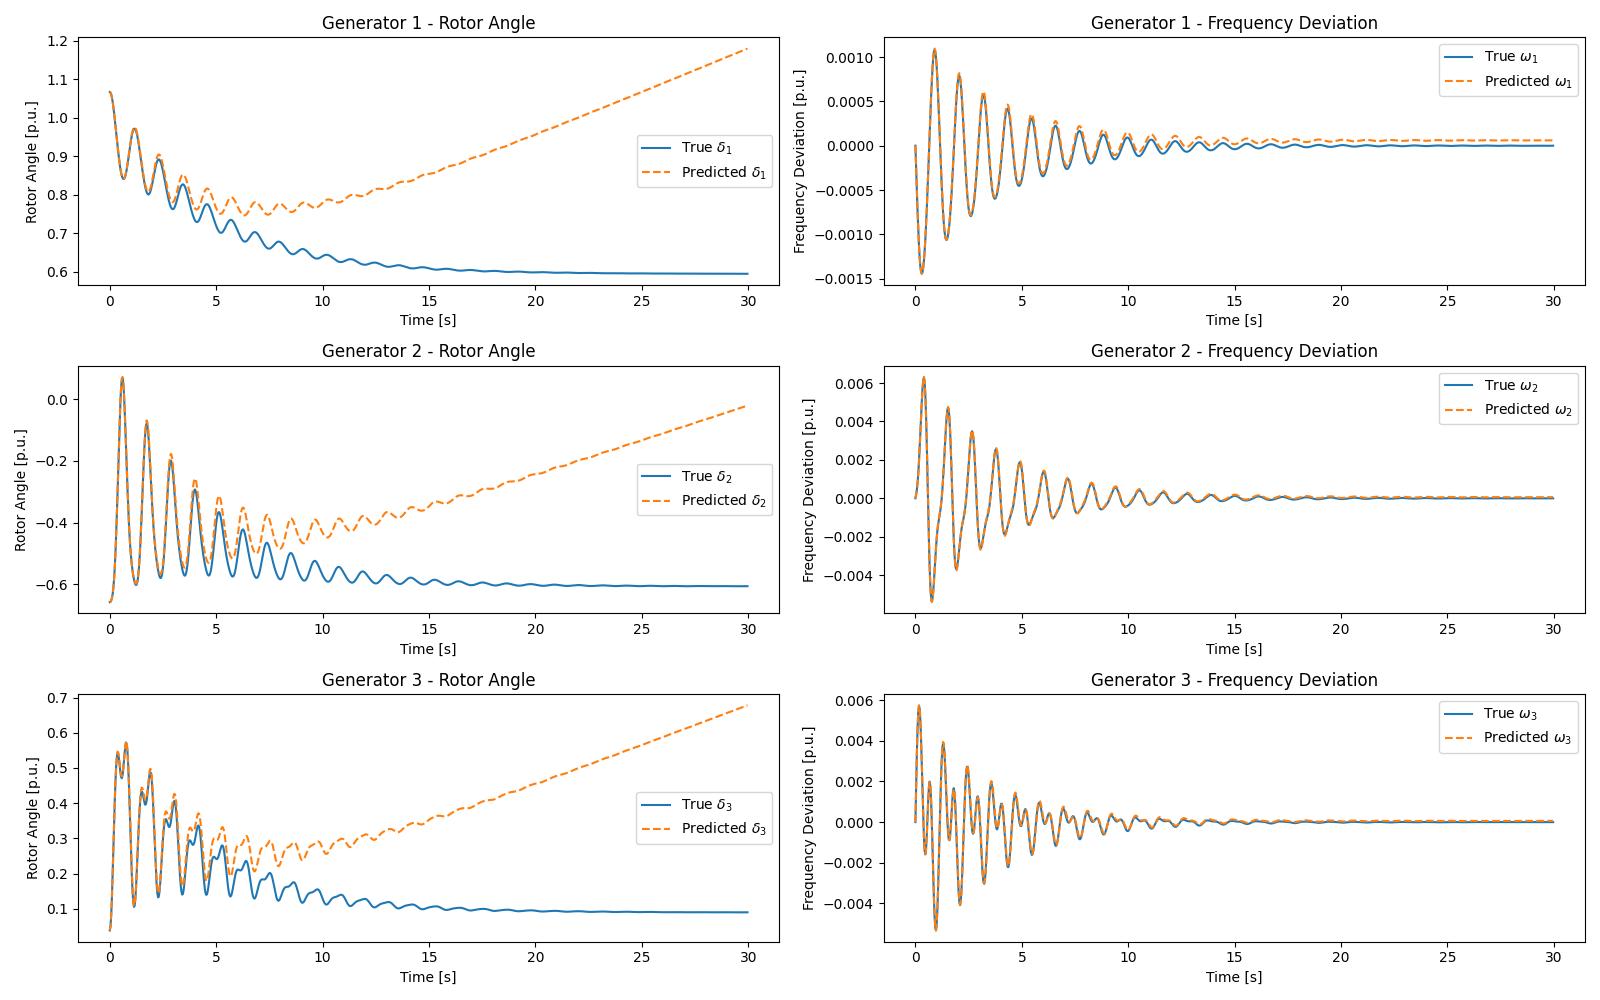 Generator 1 - Rotor Angle
Rotor Angle [p.u.]
1.2
1.1
1.0
0.9
0.8
0.7
0.6
True δ₁
Predicted δ₁
0 5 10 15 20 25 30
Time [s]
Generator 1 - Frequency Deviation
Frequency Deviation [p.u.]
0.0010
0.0005
0.0000
−0.0005
−0.0010
−0.0015
True ω₁
Predicted ω₁
0 5 10 15 20 25 30
Time [s]
Generator 2 - Rotor Angle
Rotor Angle [p.u.]
0.0
−0.2
−0.4
−0.6
True δ₂
Predicted δ₂
0 5 10 15 20 25 30
Time [s]
Generator 2 - Frequency Deviation
Frequency Deviation [p.u.]
0.006
0.004
0.002
0.000
−0.002
−0.004
True ω₂
Predicted ω₂
0 5 10 15 20 25 30
Time [s]
Generator 3 - Rotor Angle
Rotor Angle [p.u.]
0.7
0.6
0.5
0.4
0.3
0.2
0.1
True δ₃
Predicted δ₃
0 5 10 15 20 25 30
Time [s]
Generator 3 - Frequency Deviation
Frequency Deviation [p.u.]
0.006
0.004
0.002
0.000
−0.002
−0.004
True ω₃
Predicted ω₃
0 5 10 15 20 25 30
Time [s]